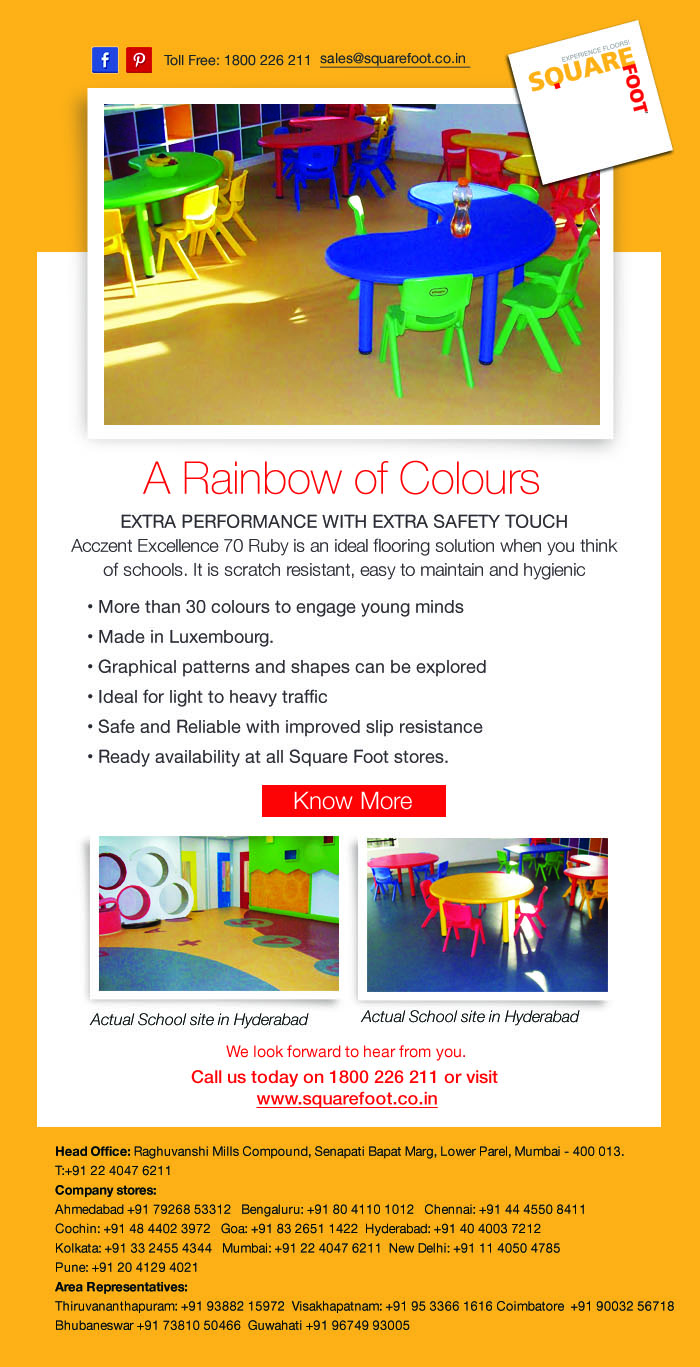 Toll Free: 1800 226 211 sales@squarefoot.co.in
EXPERIENCE FLOORS!
SQUARE
FOOT
A Rainbow of Colours
EXTRA PERFORMANCE WITH EXTRA SAFETY TOUCH
Acczent Excellence 70 Ruby is an ideal flooring solution when you think
of schools. It is scratch resistant, easy to maintain and hygienic
• More than 30 colours to engage young minds
• Made in Luxembourg.
• Graphical patterns and shapes can be explored
• Ideal for light to heavy traffic
• Safe and Reliable with improved slip resistance
• Ready availability at all Square Foot stores.
Know More
Actual School site in Hyderabad
Actual School site in Hyderabad
We look forward to hear from you.
Call us today on 1800 226 211 or visit
www.squarefoot.co.in
Head Office: Raghuvanshi Mills Compound, Senapati Bapat Marg, Lower Parel, Mumbai - 400 013.
T:+91 22 4047 6211
Company stores:
Ahmedabad +91 79268 53312 Bengaluru: +91 80 4110 1012 Chennai: +91 44 4550 8411
Cochin: +91 48 4402 3972 Goa: +91 83 2651 1422 Hyderabad: +91 40 4003 7212
Kolkata: +91 33 2455 4344 Mumbai: +91 22 4047 6211 New Delhi: +91 11 4050 4785
Pune: +91 20 4129 4021
Area Representatives:
Thiruvananthapuram: +91 93882 15972 Visakhapatnam: +91 95 3366 1616 Coimbatore +91 90032 56718
Bhubaneswar +91 73810 50466 Guwahati +91 96749 93005